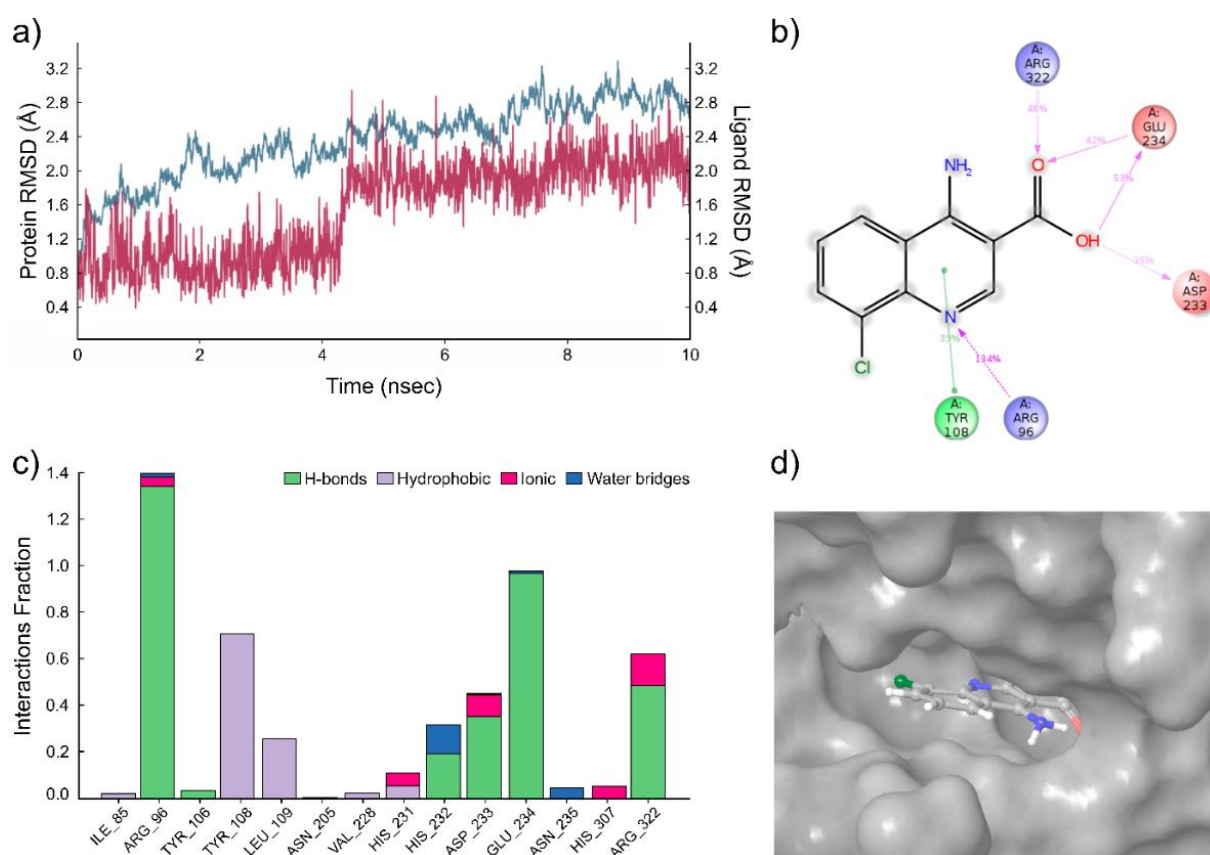 a)
Protein RMSD (Å)
3.2
2.8
2.4
2.0
1.6
1.2
0.8
0.4
0
2
4
6
8
10
Time (nsec)
3.2
2.8
2.4
2.0
1.6
1.2
0.8
0.4
Ligand RMSD (Å)
b)
A:
ARG
322
46%
A:
GLU
234
42%
53%
NH2
O
OH
35%
A:
ASP
233
N
39%
134%
Cl
A:
TYR
108
A:
ARG
96
c)
Interactions Fraction
1.4
1.2
1.0
0.8
0.6
0.4
0.2
0.0
H-bonds Hydrophobic Ionic Water bridges
ILE_85
ARG_96
TYR_106
TYR_108
LEU_109
ASN_205
VAL_228
HIS_231
HIS_232
ASP_233
GLU_234
ASN_235
HIS_307
ARG_322
d)